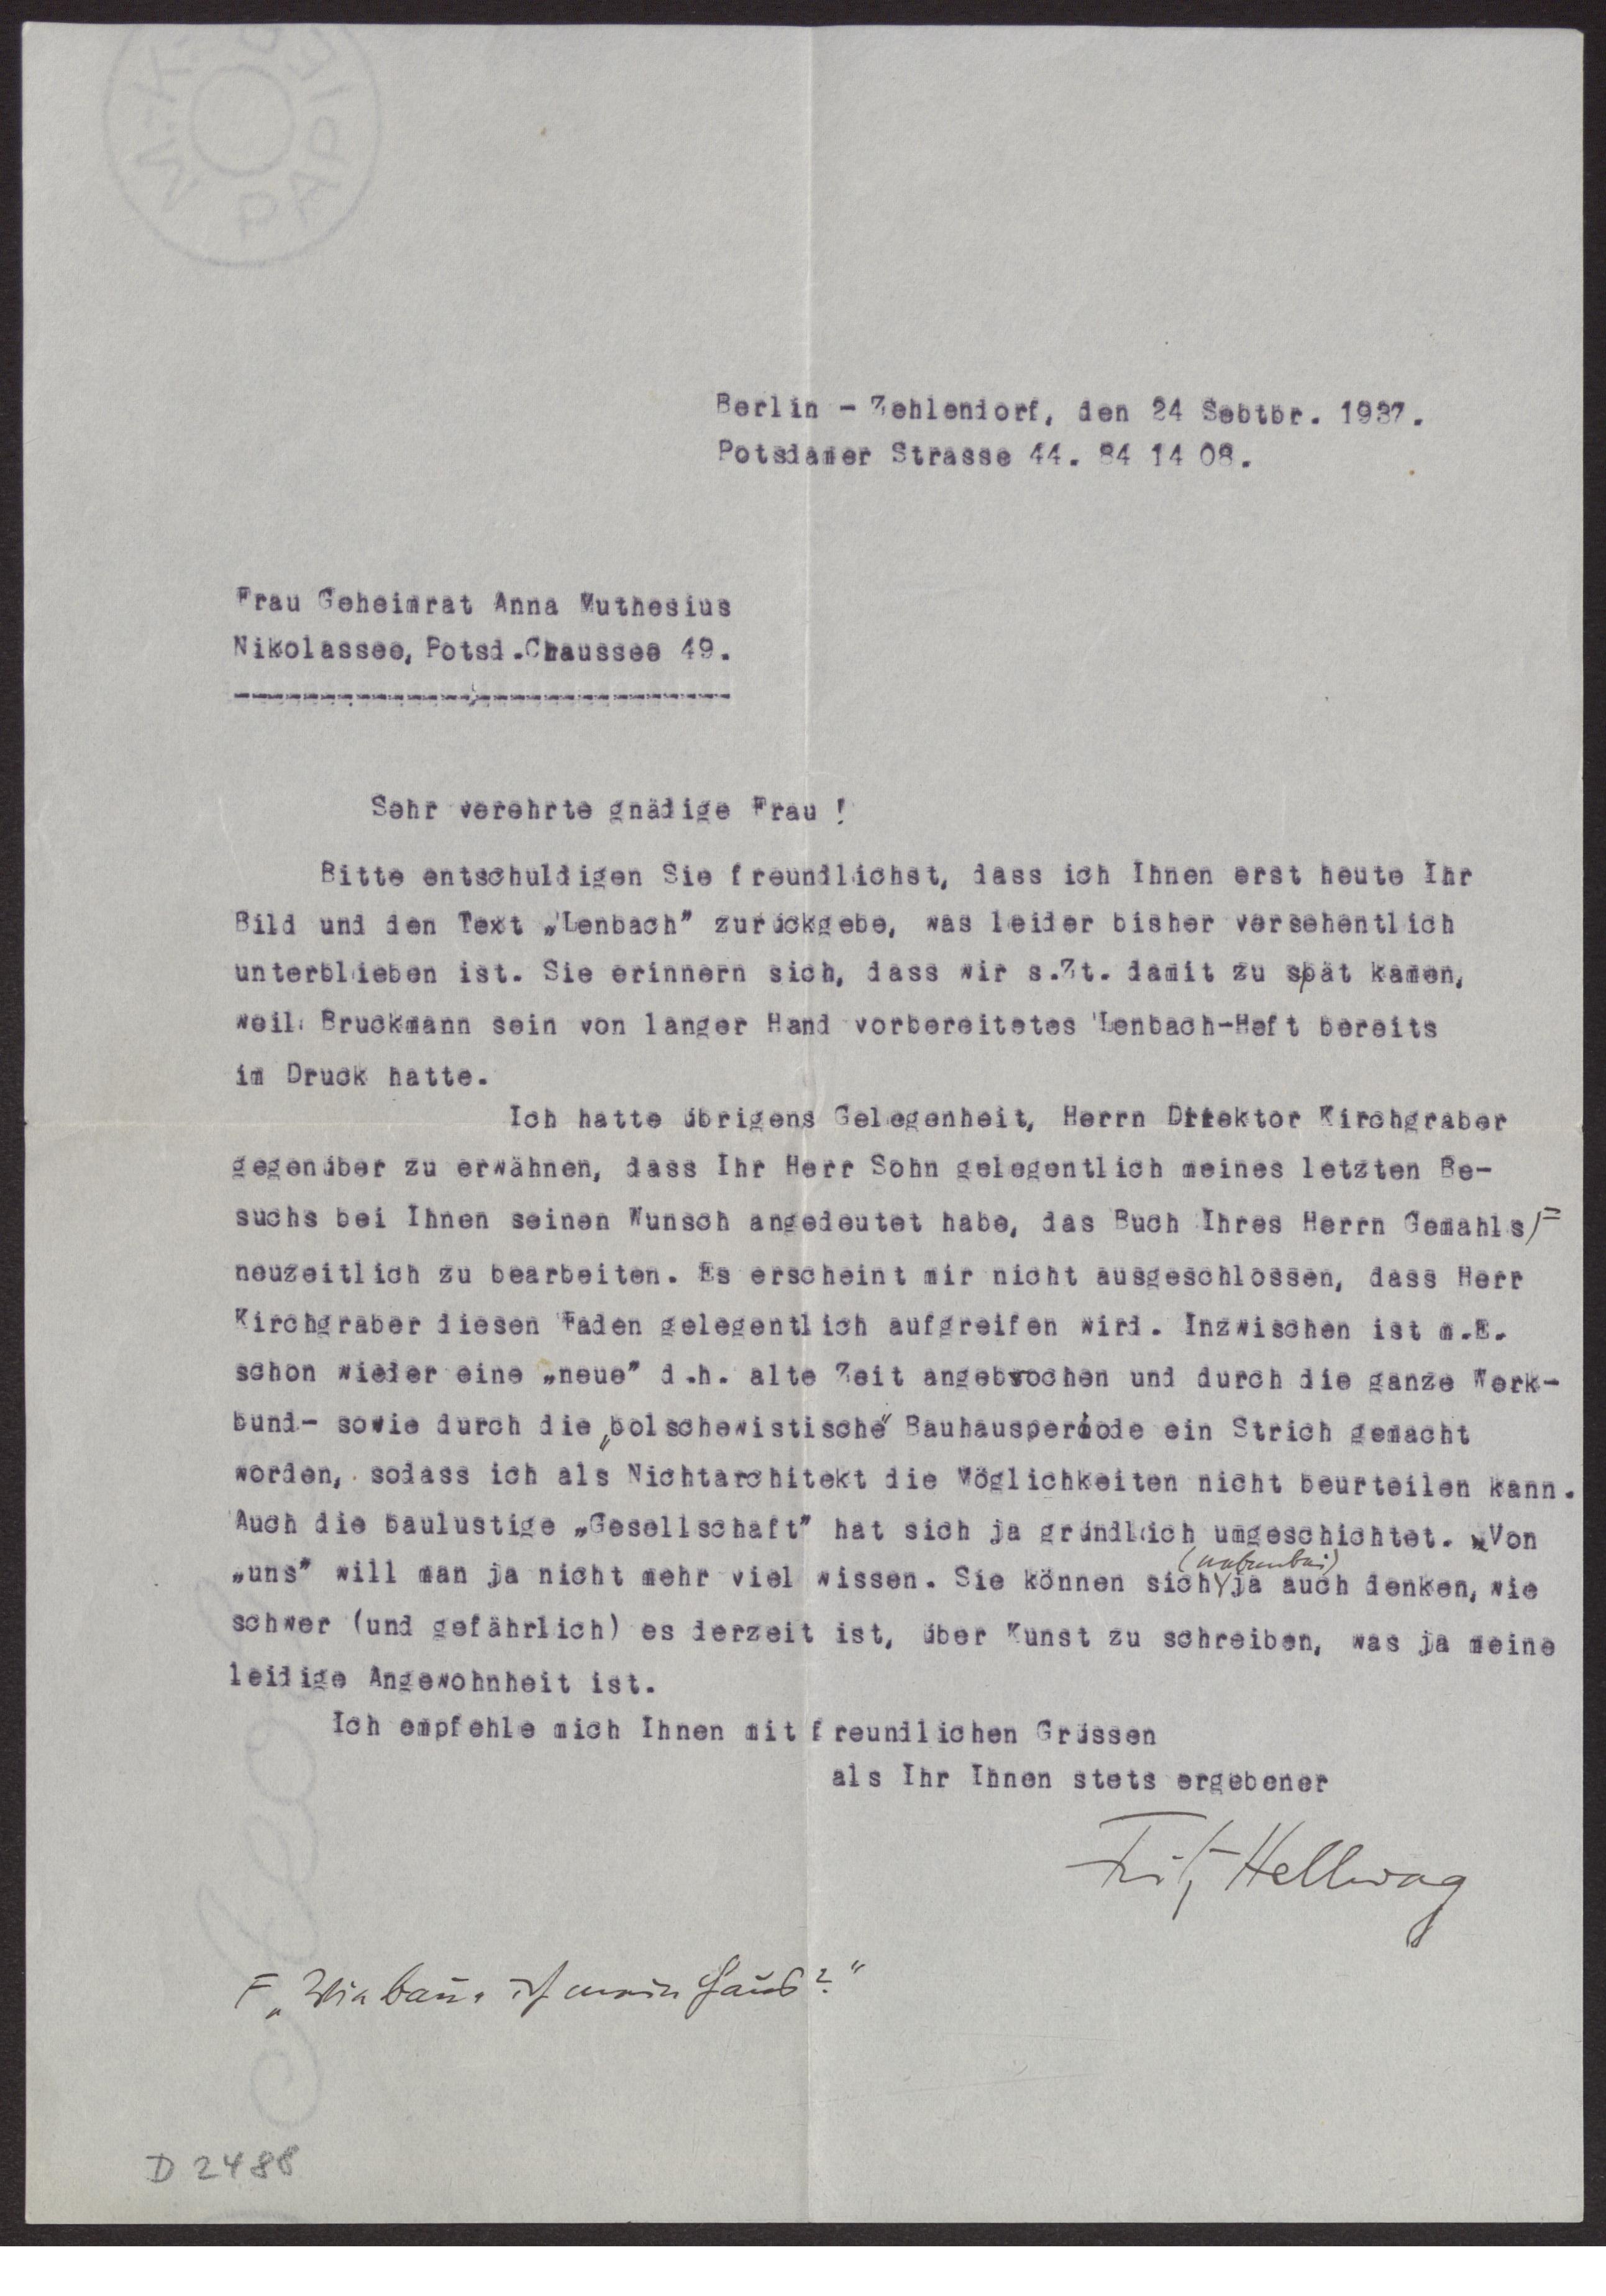 Berlin - Zehlendorf, den 24 Sebtbr. 1937.
Potsdamer Strasse 44. 84 14 08.
Frau Geheimrat Anna Muthesius
Nikolassee, Potsd.Chaussee 49.
Sehr verehrte gnädige Frau !
Bitte entschuldigen Sie freundlichst, dass ich Ihnen erst heute Ihr
Bild und den Text „Lenbach” zurückgebe, was leider bisher versehentlich
unterblieben ist. Sie erinnern sich, dass wir s.Zt. damit zu spät kamen,
weil Bruckmann sein von langer Hand vorbereitetes Lenbach-Heft bereits
im Druck hatte.
Ich hatte übrigens Gelegenheit, Herrn Direktor Kirchgraber
gegenüber zu erwähnen, dass Ihr Herr Sohn gelegentlich meines letzten Be-
suchs bei Ihnen seinen Wunsch angedeutet habe, das Buch Ihres Herrn Gemahls/F
neuzeitlich zu bearbeiten. Es erscheint mir nicht ausgeschlossen, dass Herr
Kirchgraber diesen Faden gelegentlich aufgreifen wird. Inzwischen ist m.E.
schon wieder eine „neue” d.h. alte Zeit angebrochen und durch die ganze Werk-
bund- sowie durch die „bolschewistische” Bauhausperiode ein Strich gemacht
worden, sodass ich als Nichtarchitekt die Möglichkeiten nicht beurteilen kann.
Auch die baulustige „Gesellschaft” hat sich ja gründlich umgeschichtet. Von
„uns” will man ja nicht mehr viel wissen. Sie können sich (nebenbei) ja auch denken, wie
schwer (und gefährlich) es derzeit ist, über Kunst zu schreiben, was ja meine
leidige Angewohnheit ist.
Ich empfehle mich Ihnen mit freundlichen Grüssen
als Ihr Ihnen stets ergebener
Fritz Hellwag
F „Wie baue ich mein Haus?“
D 2488